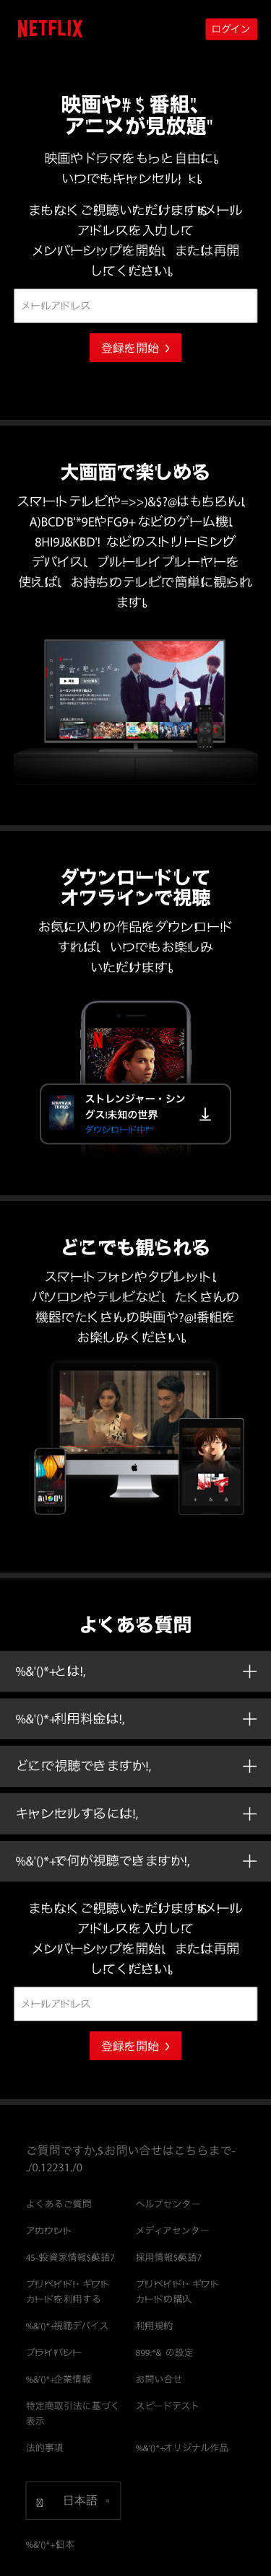 NETFLIX
ログイン
映画や#$番組、
アニメが見放題"
映画やドラマをもっと自由に。
いつでもキャンセル! !。
まもなくご視聴いただけます%メール
アドレスを入力して
メンバーシップを開始、または再開
してください。
メールアドレス
登録を開始 ›
大画面で楽しめる
スマートテレビや=>>)&$?@はもちろん、
A)BCD'B'*9EやFG9+などのゲーム機、
8HI9J&KBD'! などのストリーミング
デバイス、ブルーレイプレーヤーを
使えば、お持ちのテレビで簡単に観られ
ます。
ダウンロードして
オフラインで視聴
お気に入りの作品をダウンロード
すれば、いつでもお楽しみ
いただけます。
N
STRANGER THINGS
ストレンジャー・シン
グス!未知の世界
ダウンロード中*
どこでも観られる
スマートフォンやタブレット、
パソコンやテレビなど、たくさんの
機器でたくさんの映画や?@!番組を
お楽しみください。
よくある質問
%&'()*+とは!,
%&'()*+利用料金は!,
どこで視聴できますか!,
キャンセルするには!,
%&'()*+で何が視聴できますか!,
まもなくご視聴いただけます%メール
アドレスを入力して
メンバーシップを開始、または再開
してください。
メールアドレス
登録を開始 ›
ご質問ですか,$お問い合せはこちらまで-
./0.12231./0
よくあるご質問
ヘルプセンター
アカウント
メディアセンター
45-$投資家情報$英語7
採用情報$英語7
プリペイド!・ギフト
カードを利用する
プリペイド!・ギフト
カードの購入
%&'()*+視聴デバイス
利用規約
プライバシー
899:*& の設定
%&'()*+企業情報
お問い合せ
特定商取引法に基づく
表示
スピードテスト
法的事項
%&'()*+オリジナル作品
日本語
%&'()*+$日本